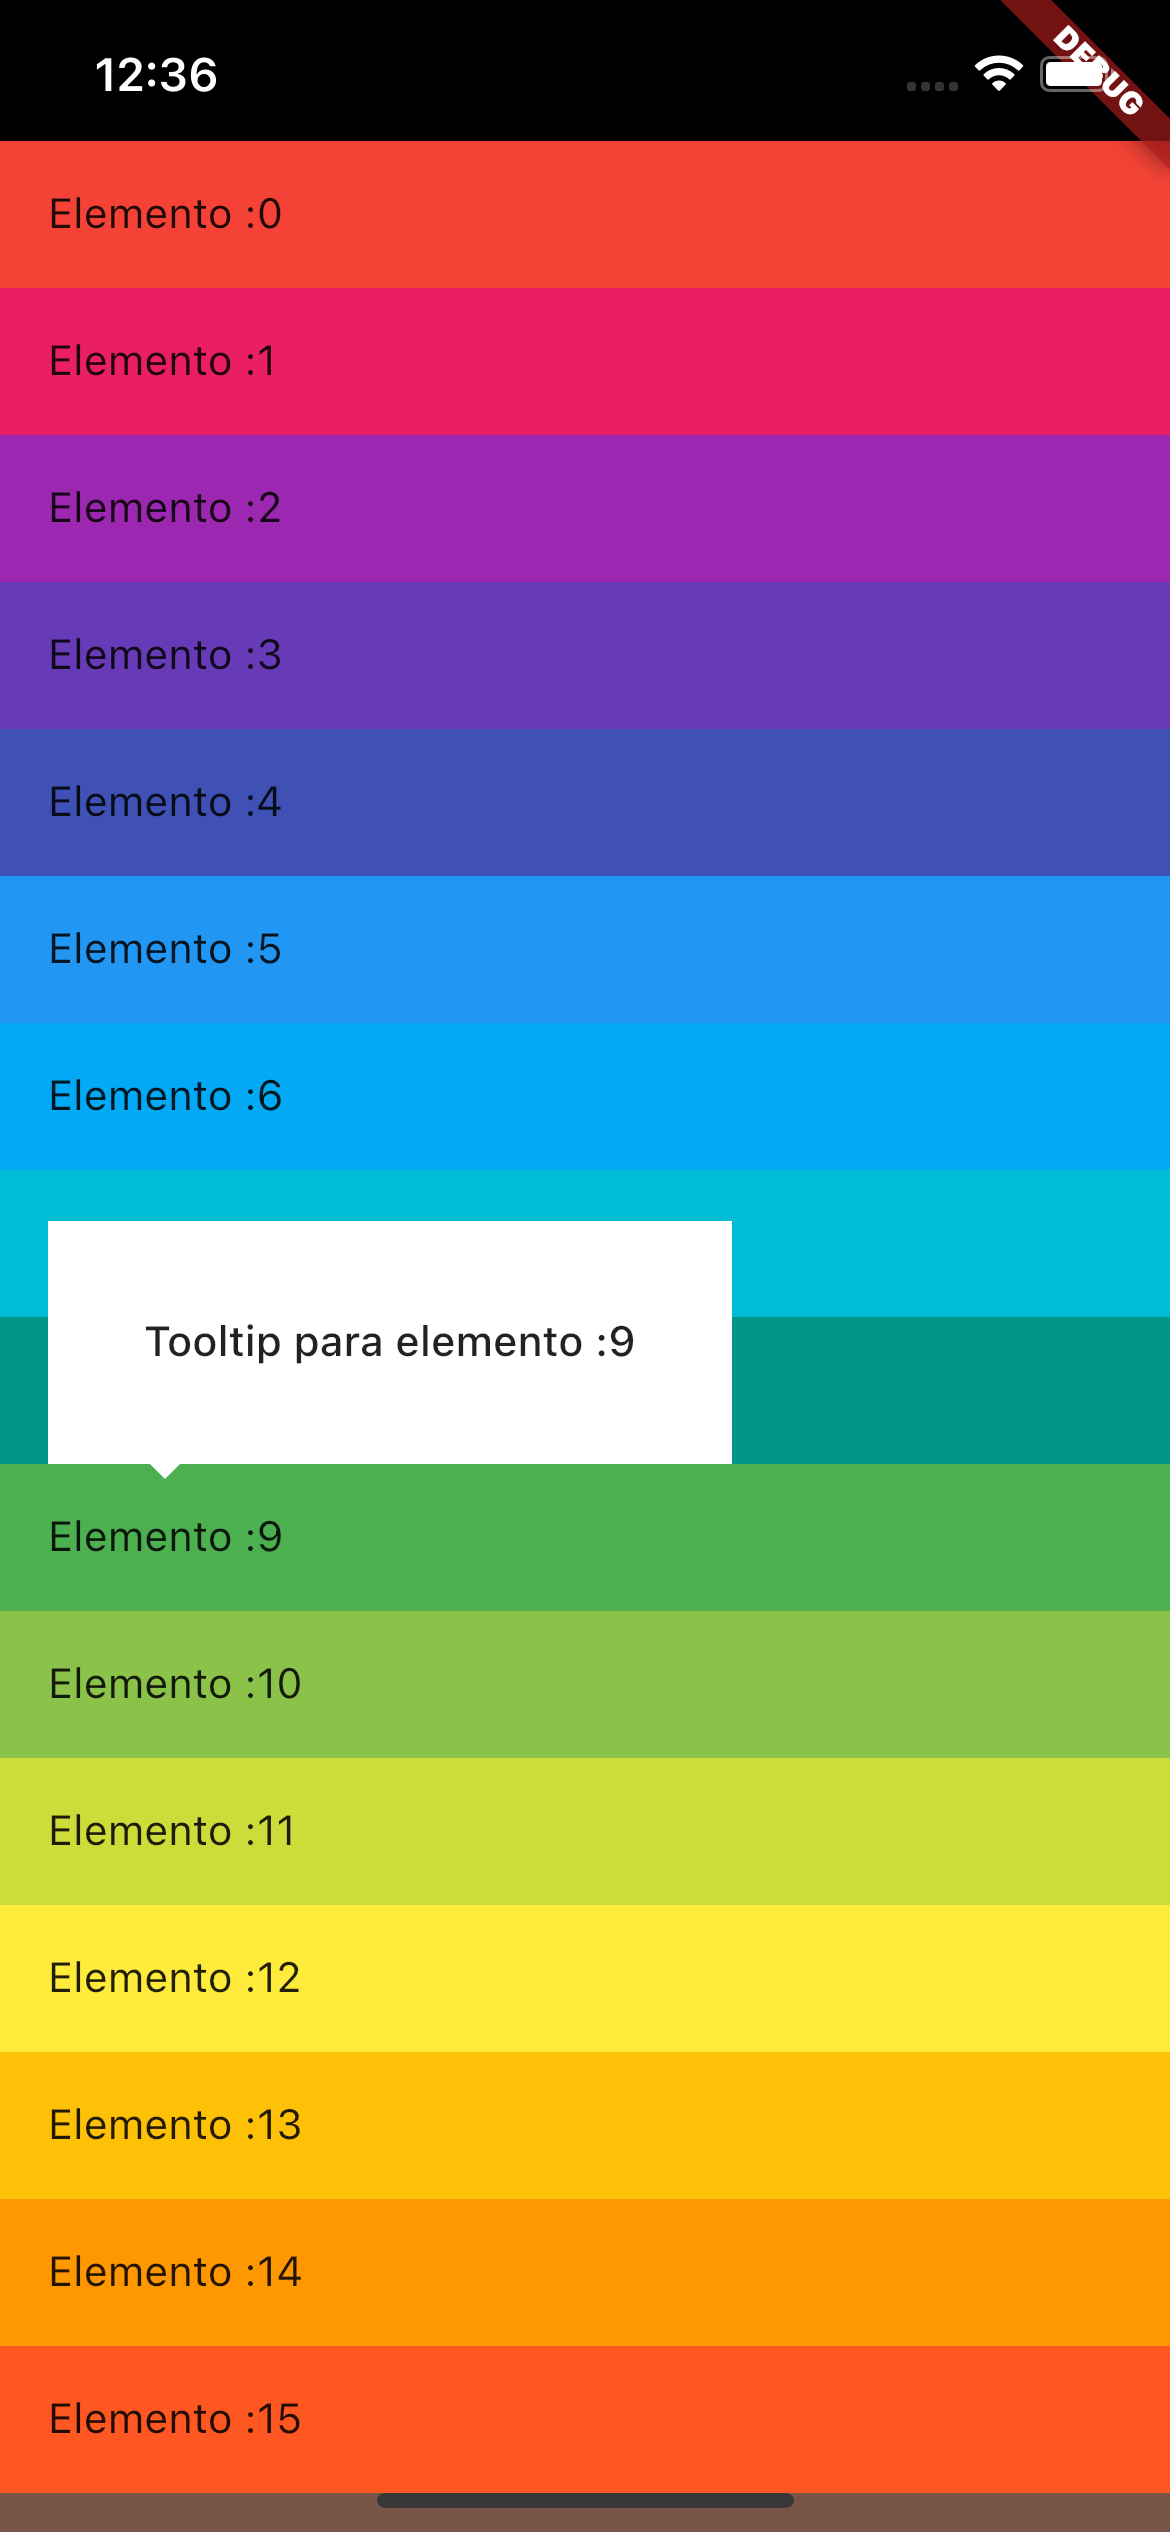 12:36
DEBUG
Elemento :0
Elemento :1
Elemento :2
Elemento :3
Elemento :4
Elemento :5
Elemento :6
Tooltip para elemento :9
Elemento :9
Elemento :10
Elemento :11
Elemento :12
Elemento :13
Elemento :14
Elemento :15